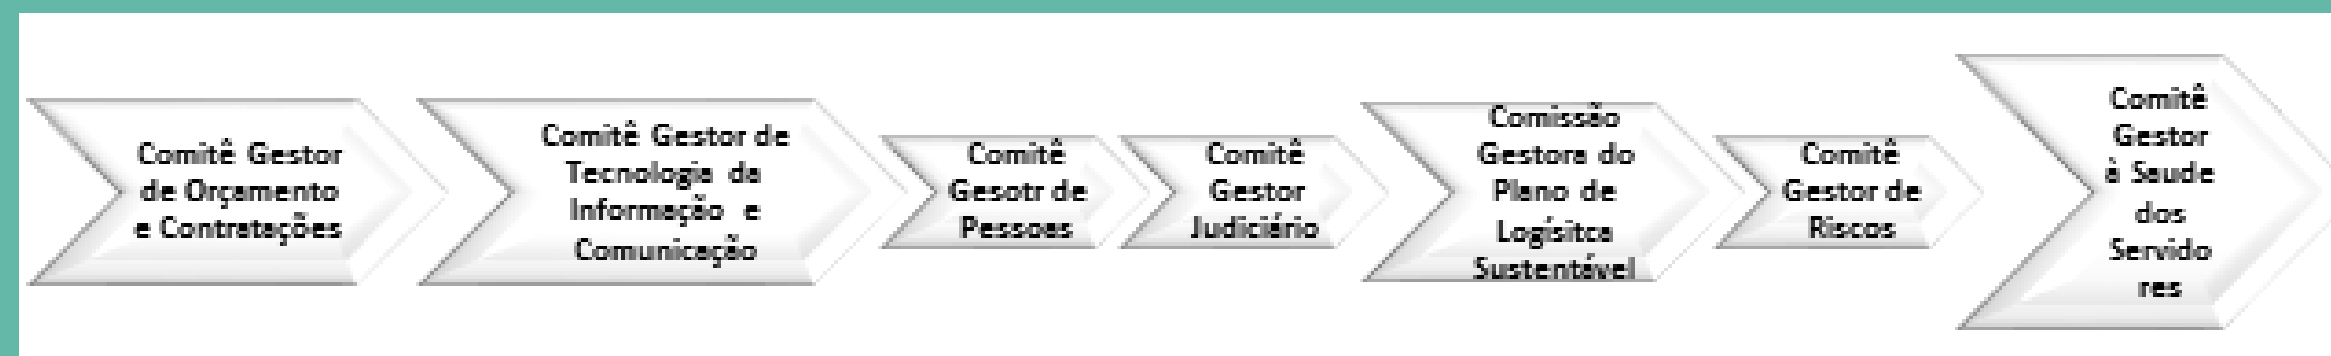 Comitê Gestor
de Orçamento
e Contratações
Comitê Gestor de
Tecnologia da
Informação e
Comunicação
Comitê
Gesotr de
Pessoas
Comitê
Gestor
Judiciário
Comissão
Gestora do
Plano de
Logísitca
Sustentável
Comitê
Gestor de
Riscos
Comitê
Gestor
à Saude
dos
Servido
res